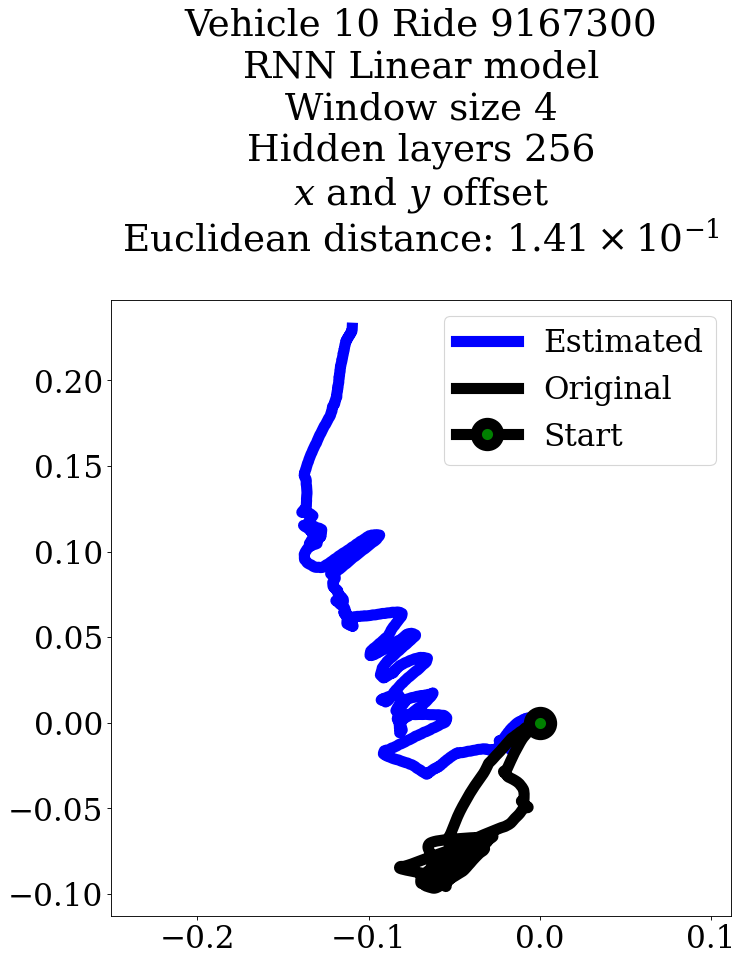 Vehicle 10 Ride 9167300
RNN Linear model
Window size 4
Hidden layers 256
x and y offset
Euclidean distance: 1.41 × 10⁻¹
Estimated
Original
Start
0.20
0.15
0.10
0.05
0.00
−0.05
−0.10
−0.2 −0.1 0.0 0.1